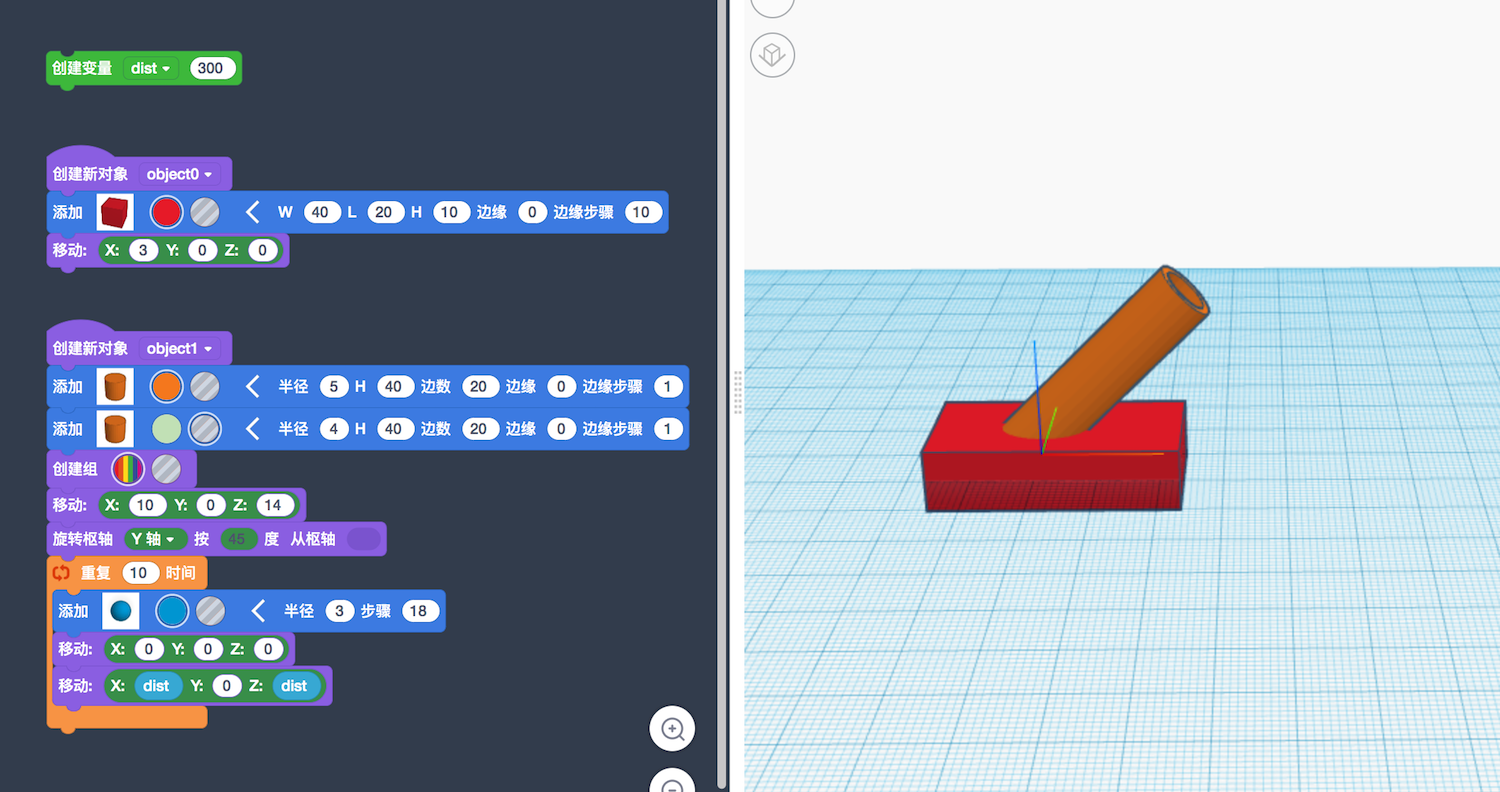 创建变量 dist 300
创建新对象 object0
添加 W 40 L 20 H 10 边缘 0 边缘步骤 10
移动: X: 3 Y: 0 Z: 0
创建新对象 object1
添加 半径 5 H 40 边数 20 边缘 0 边缘步骤 1
添加 半径 4 H 40 边数 20 边缘 0 边缘步骤 1
创建组
移动: X: 10 Y: 0 Z: 14
旋转枢轴 Y 轴 按 45 度 从枢轴
重复 10 时间
添加 半径 3 步骤 18
移动: X: 0 Y: 0 Z: 0
移动: X: dist Y: 0 Z: dist